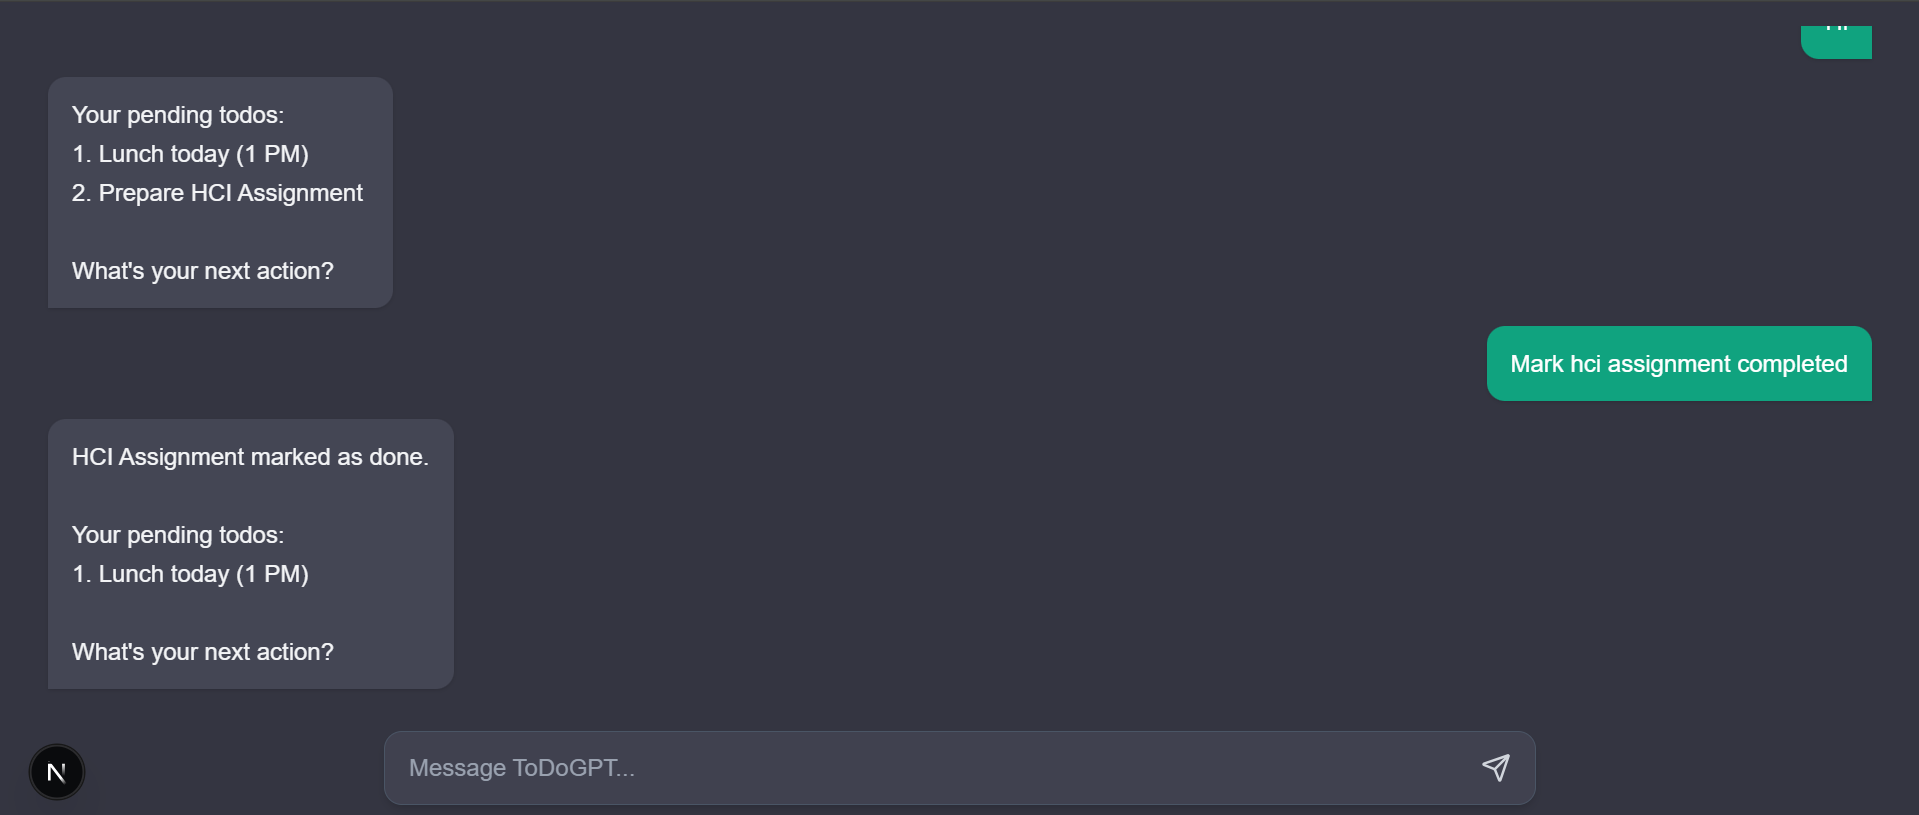 Your pending todos:
1. Lunch today (1 PM)
2. Prepare HCI Assignment
What's your next action?
Mark hci assignment completed
HCI Assignment marked as done.
Your pending todos:
1. Lunch today (1 PM)
What's your next action?
N
Message ToDoGPT...